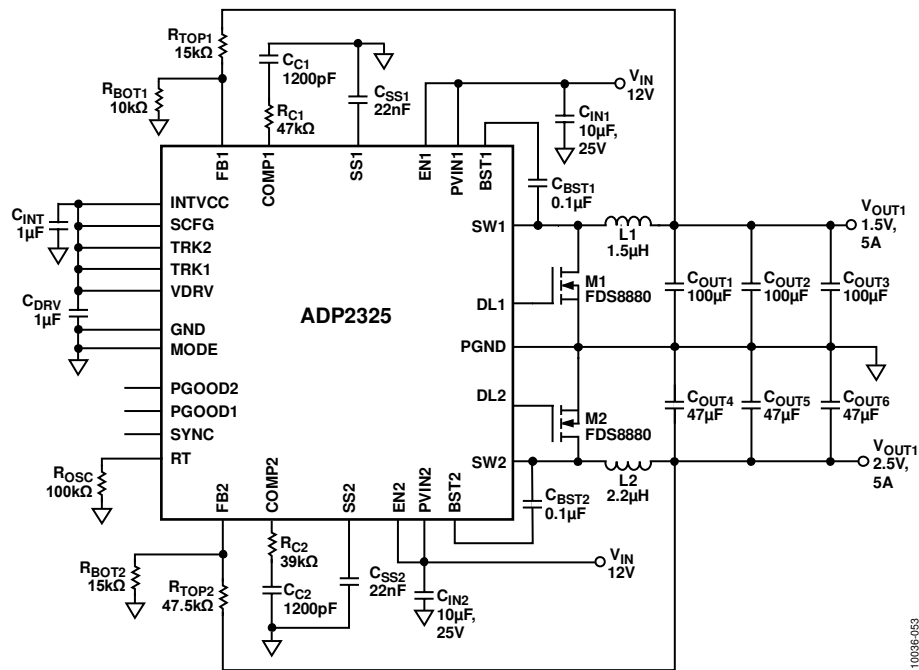 RTOP1
15kΩ
RBOT1
10kΩ
CC1
1200pF
RC1
47kΩ
CSS1
22nF
VIN
12V
CIN1
10µF,
25V
FB1
COMP1
SS1
EN1
PVIN1
BST1
CBST1
0.1µF
CINT
1µF
CDRV
1µF
INTVCC
SCFG
TRK2
TRK1
VDRV
GND
MODE
PGOOD2
PGOOD1
SYNC
RT
ADP2325
SW1
DL1
PGND
DL2
SW2
L1
1.5µH
M1
FDS8880
VOUT1
1.5V,
5A
COUT1
100µF
COUT2
100µF
COUT3
100µF
M2
FDS8880
COUT4
47µF
COUT5
47µF
COUT6
47µF
VOUT1
2.5V,
5A
L2
2.2µH
ROSC
100kΩ
FB2
COMP2
SS2
EN2
PVIN2
BST2
CBST2
0.1µF
RBOT2
15kΩ
RTOP2
47.5kΩ
RC2
39kΩ
CC2
1200pF
CSS2
22nF
CIN2
10µF,
25V
VIN
12V
10036-053